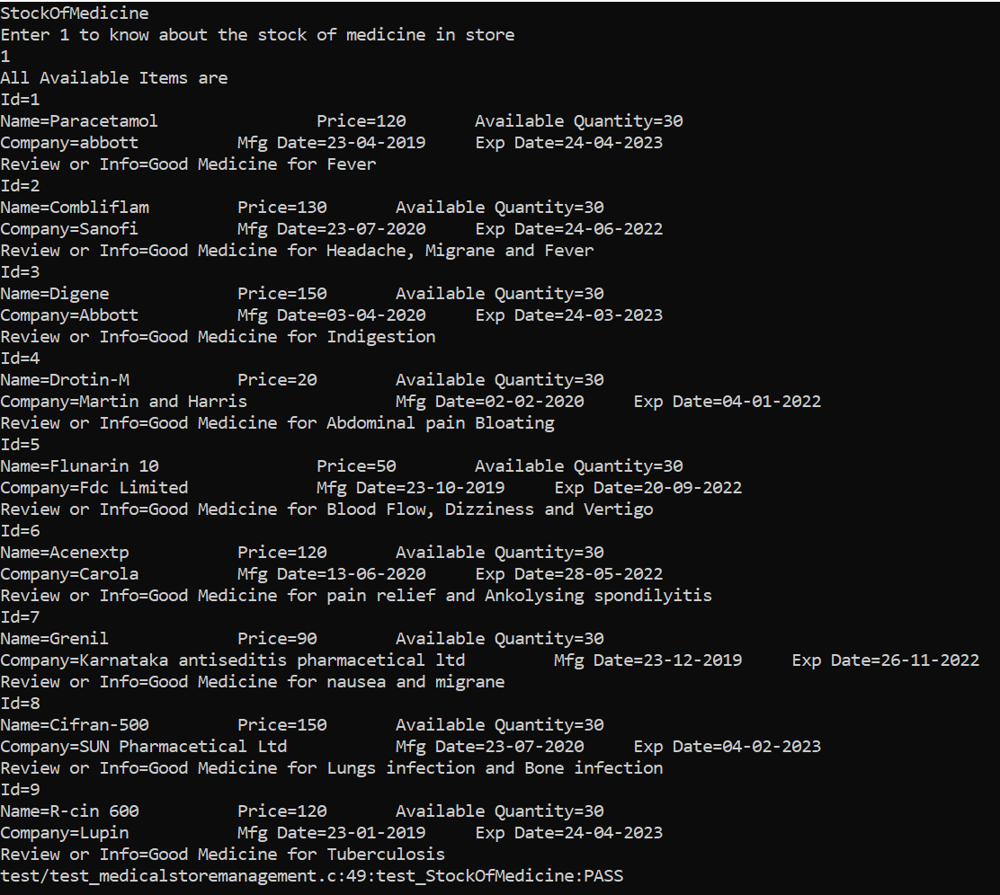 StockOfMedicine
Enter 1 to know about the stock of medicine in store
1
All Available Items are
Id=1
Name=Paracetamol Price=120 Available Quantity=30
Company=abbott Mfg Date=23-04-2019 Exp Date=24-04-2023
Review or Info=Good Medicine for Fever
Id=2
Name=Combliflam Price=130 Available Quantity=30
Company=Sanofi Mfg Date=23-07-2020 Exp Date=24-06-2022
Review or Info=Good Medicine for Headache, Migrane and Fever
Id=3
Name=Digene Price=150 Available Quantity=30
Company=Abbott Mfg Date=03-04-2020 Exp Date=24-03-2023
Review or Info=Good Medicine for Indigestion
Id=4
Name=Drotin-M Price=20 Available Quantity=30
Company=Martin and Harris Mfg Date=02-02-2020 Exp Date=04-01-2022
Review or Info=Good Medicine for Abdominal pain Bloating
Id=5
Name=Flunarin 10 Price=50 Available Quantity=30
Company=Fdc Limited Mfg Date=23-10-2019 Exp Date=20-09-2022
Review or Info=Good Medicine for Blood Flow, Dizziness and Vertigo
Id=6
Name=Acenextp Price=120 Available Quantity=30
Company=Carola Mfg Date=13-06-2020 Exp Date=28-05-2022
Review or Info=Good Medicine for pain relief and Ankolysing spondilyitis
Id=7
Name=Grenil Price=90 Available Quantity=30
Company=Karnataka antiseditis pharmacetical ltd Mfg Date=23-12-2019 Exp Date=26-11-2022
Review or Info=Good Medicine for nausea and migrane
Id=8
Name=Cifran-500 Price=150 Available Quantity=30
Company=SUN Pharmacetical Ltd Mfg Date=23-07-2020 Exp Date=04-02-2023
Review or Info=Good Medicine for Lungs infection and Bone infection
Id=9
Name=R-cin 600 Price=120 Available Quantity=30
Company=Lupin Mfg Date=23-01-2019 Exp Date=24-04-2023
Review or Info=Good Medicine for Tuberculosis
test/test_medicalstoremanagement.c:49:test_StockOfMedicine:PASS